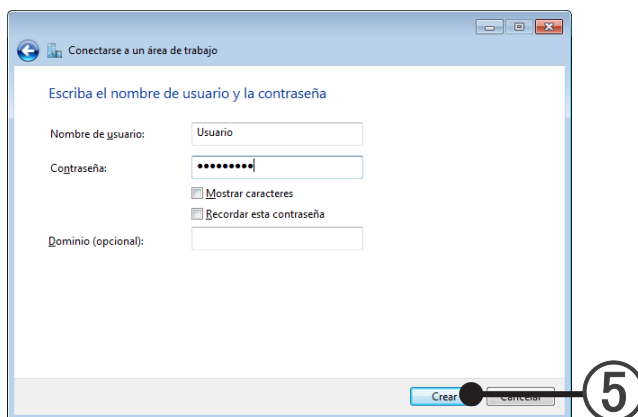 Conectarse a un área de trabajo
Escriba el nombre de usuario y la contraseña
Nombre de usuario: Usuario
Contraseña: •••••••••
Mostrar caracteres
Recordar esta contraseña
Dominio (opcional):
Crear Cancelar
5